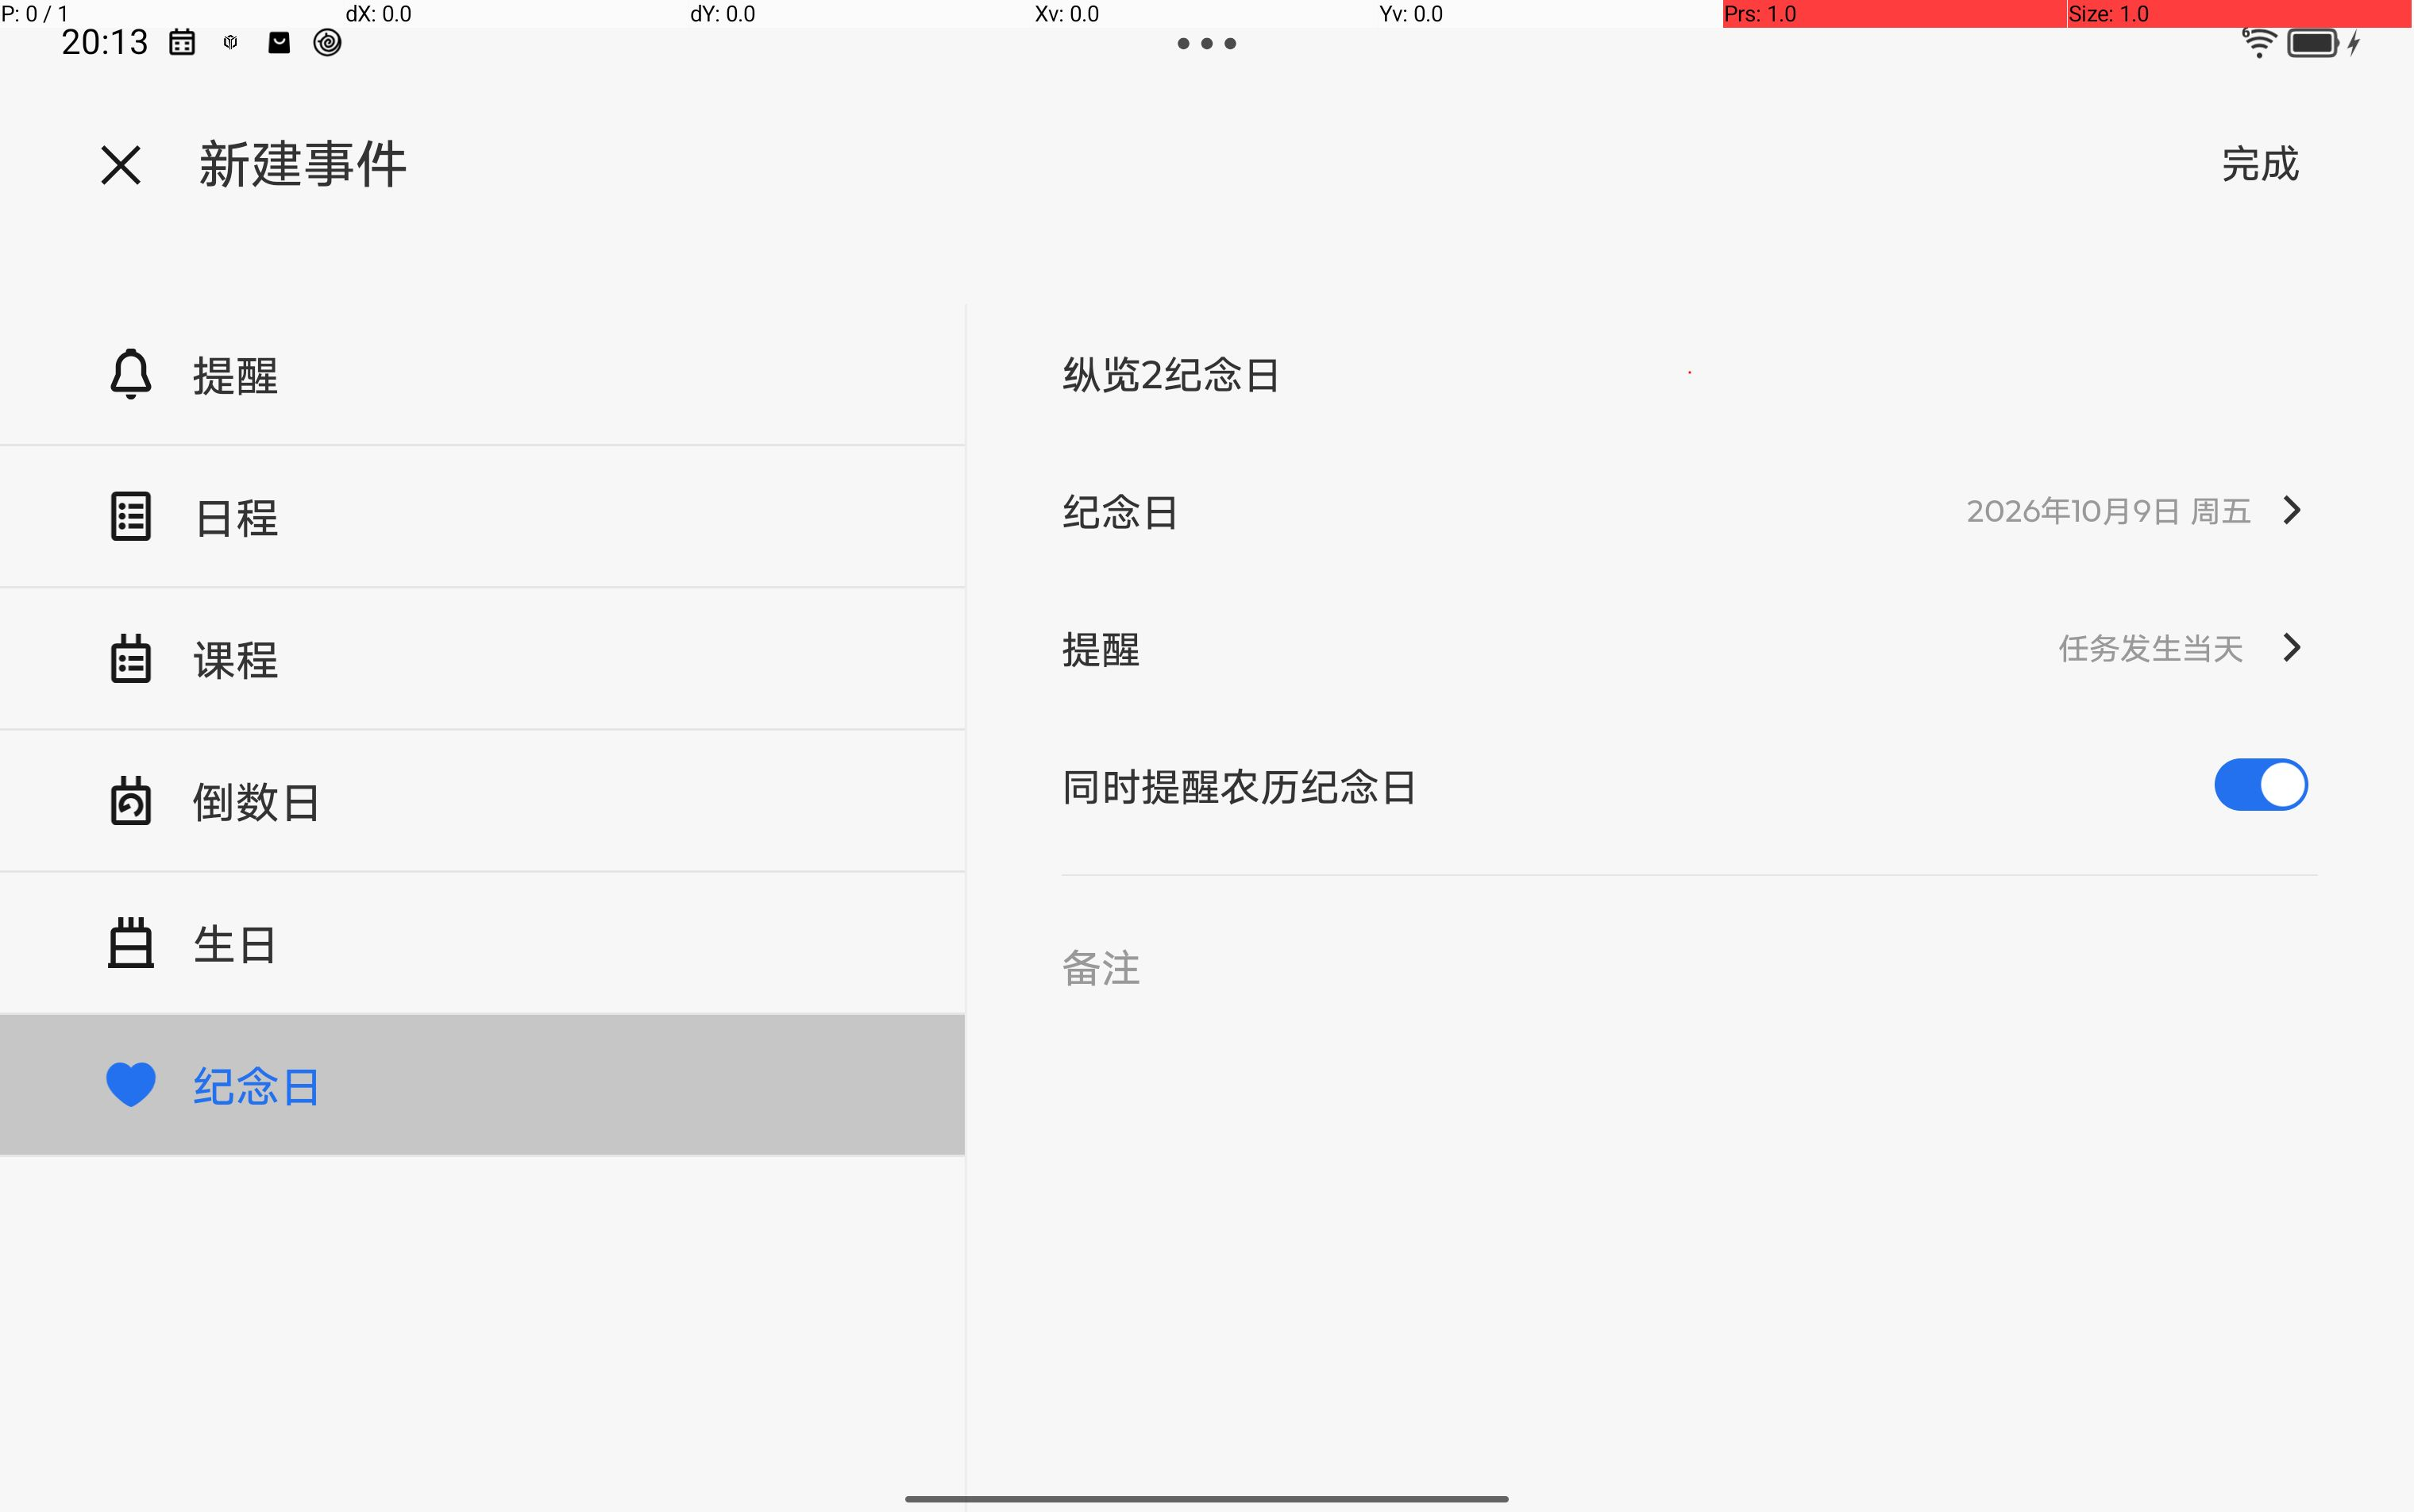 P: 0 / 1 dX: 0.0 dY: 0.0 Xv: 0.0 Yv: 0.0 Prs: 1.0 Size: 1.0
20:13 6
新建事件 完成
提醒
日程
课程
倒数日
生日
纪念日
纵览2纪念日
纪念日 2026年10月9日 周五
提醒 任务发生当天
同时提醒农历纪念日
备注